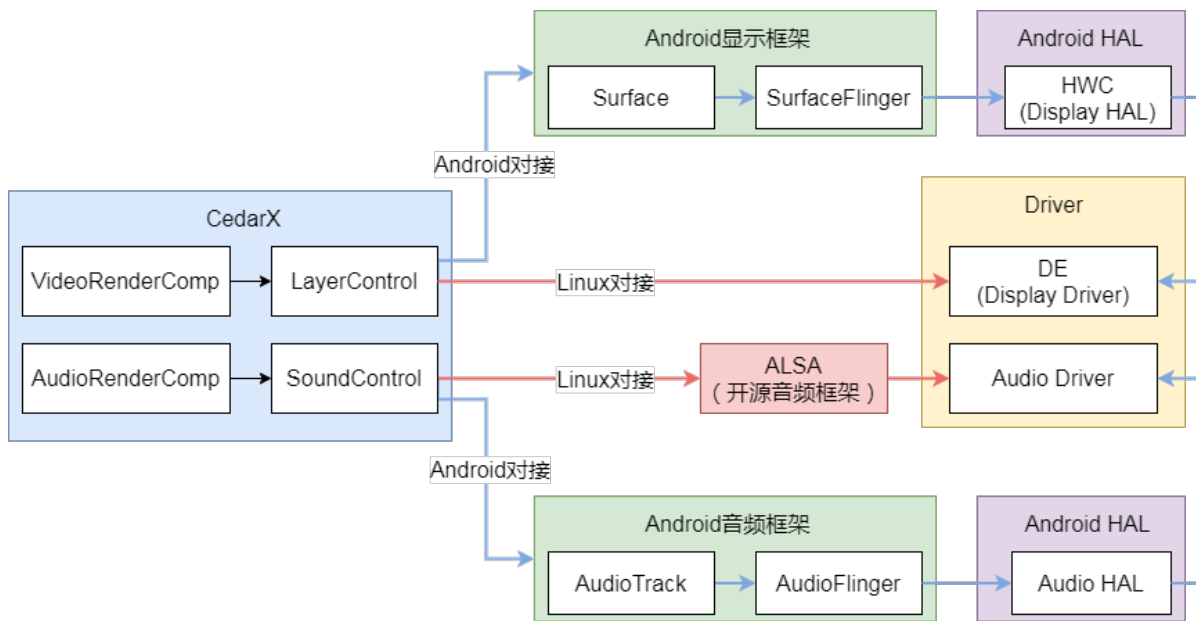 Android显示框架
Surface
SurfaceFlinger
Android HAL
HWC
(Display HAL)
Android对接
CedarX
VideoRenderComp
LayerControl
AudioRenderComp
SoundControl
Linux对接
Linux对接
ALSA
（开源音频框架）
Driver
DE
(Display Driver)
Audio Driver
Android对接
Android音频框架
AudioTrack
AudioFlinger
Android HAL
Audio HAL